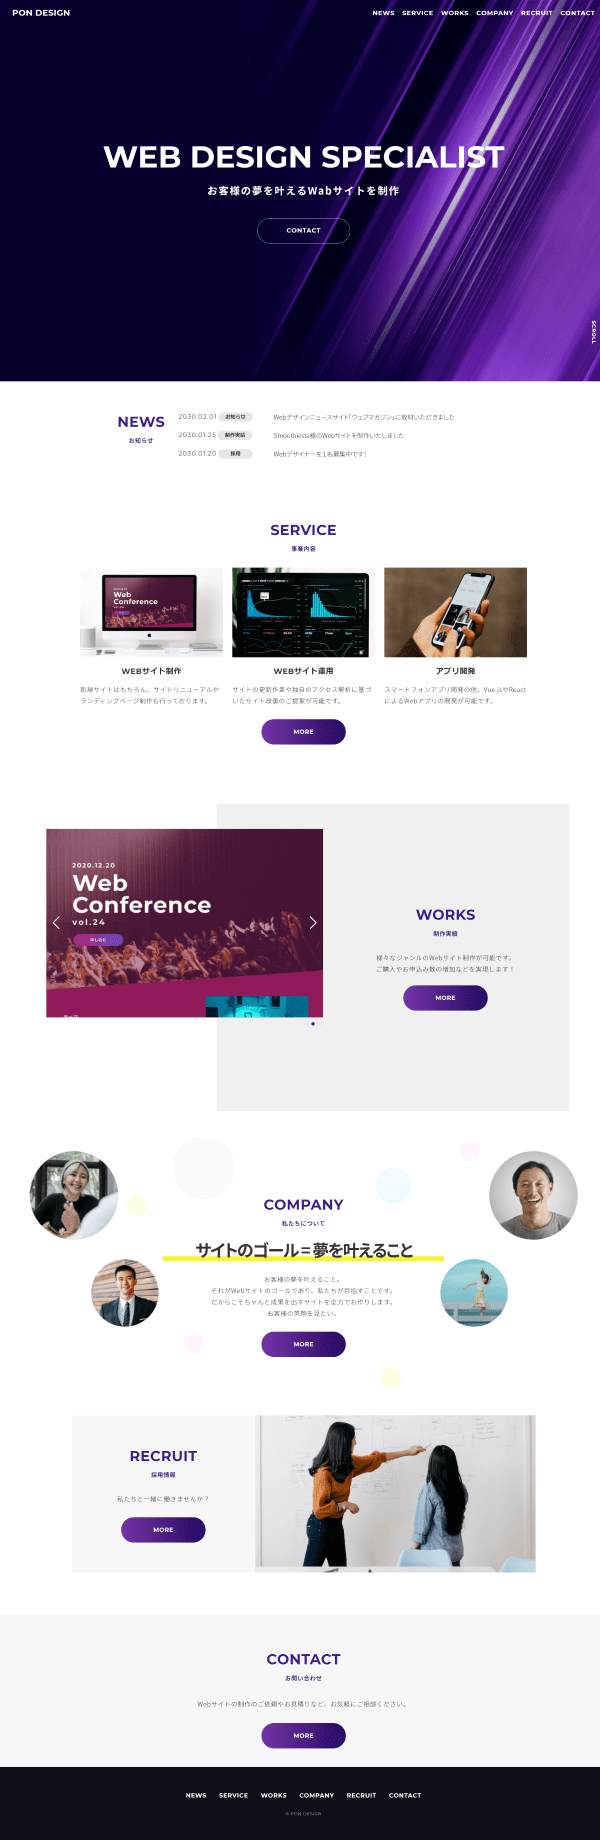 PON DESIGN
NEWS SERVICE WORKS COMPANY RECRUIT CONTACT
WEB DESIGN SPECIALIST
お客様の夢を叶えるWabサイトを制作
CONTACT
SCROLL
NEWS
お知らせ
2030.02.01 お知らせ Webデザインニュースサイト「ウェブマガジン」に取材いただきました
2030.01.25 制作実績 Smoothiesta様のWebサイトを制作いたしました
2030.01.20 採用 Webデザイナーを1名募集中です!
SERVICE
事業内容
Web
Conference
WEBサイト制作
新規サイトはもちろん、サイトリニューアルや
ランディングページ制作も行っております。
WEBサイト運用
サイトの更新作業や独自のアクセス解析に基づ
いたサイト改善のご提案が可能です。
アプリ開発
スマートフォンアプリ開発の他、Vue.jsやReact
によるWebアプリの開発が可能です。
MORE
2020.12.20
Web
Conference
vol.24
申し込む
WORKS
制作実績
様々なジャンルのWebサイト制作が可能です。
ご購入やお申込み数の増加などを実現します!
MORE
COMPANY
私たちについて
サイトのゴール=夢を叶えること
お客様の夢を叶えること。
それがWebサイトのゴールであり、私たちが目指すことです。
だからこそちゃんと成果を出すサイトを全力でお作りします。
お客様の笑顔を見たい。
MORE
RECRUIT
採用情報
私たちと一緒に働きませんか?
MORE
CONTACT
お問い合わせ
Webサイトの制作のご依頼やお見積りなど、お気軽にご相談ください。
MORE
NEWS SERVICE WORKS COMPANY RECRUIT CONTACT
© PON DESIGN